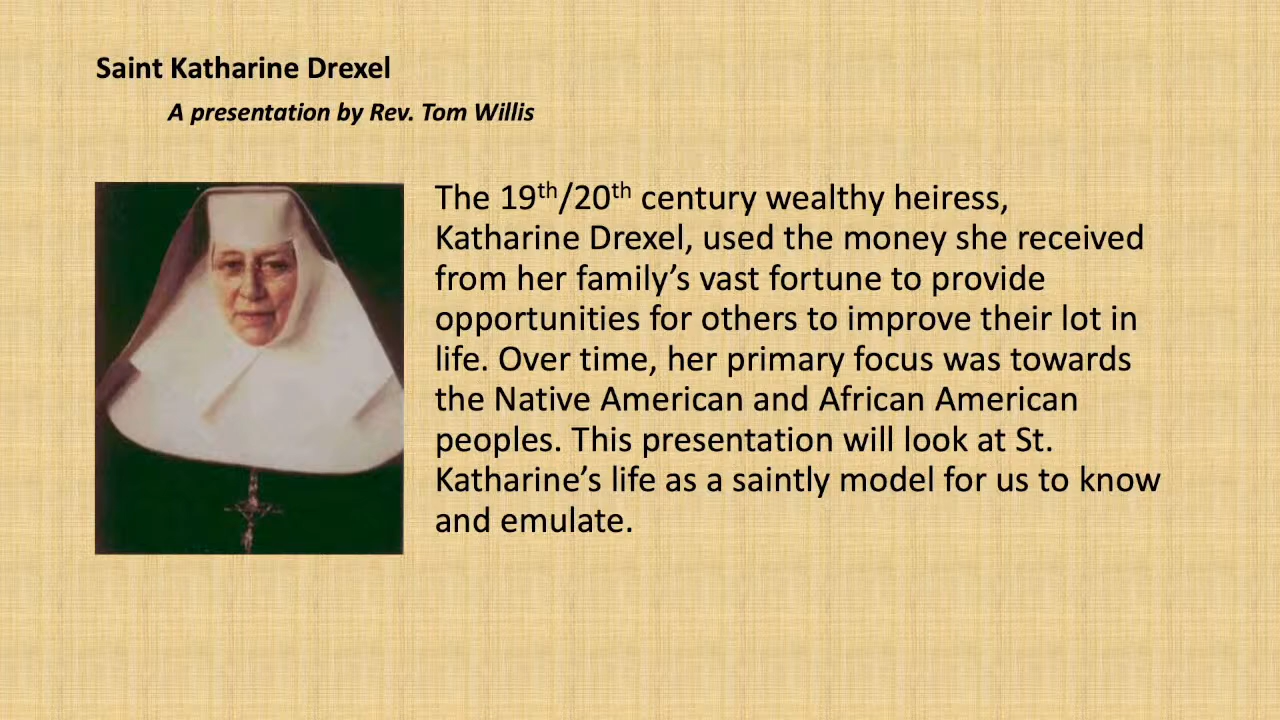 Saint Katharine Drexel
A presentation by Rev. Tom Willis
The 19th/20th century wealthy heiress,
Katharine Drexel, used the money she received
from her family’s vast fortune to provide
opportunities for others to improve their lot in
life. Over time, her primary focus was towards
the Native American and African American
peoples. This presentation will look at St.
Katharine’s life as a saintly model for us to know
and emulate.